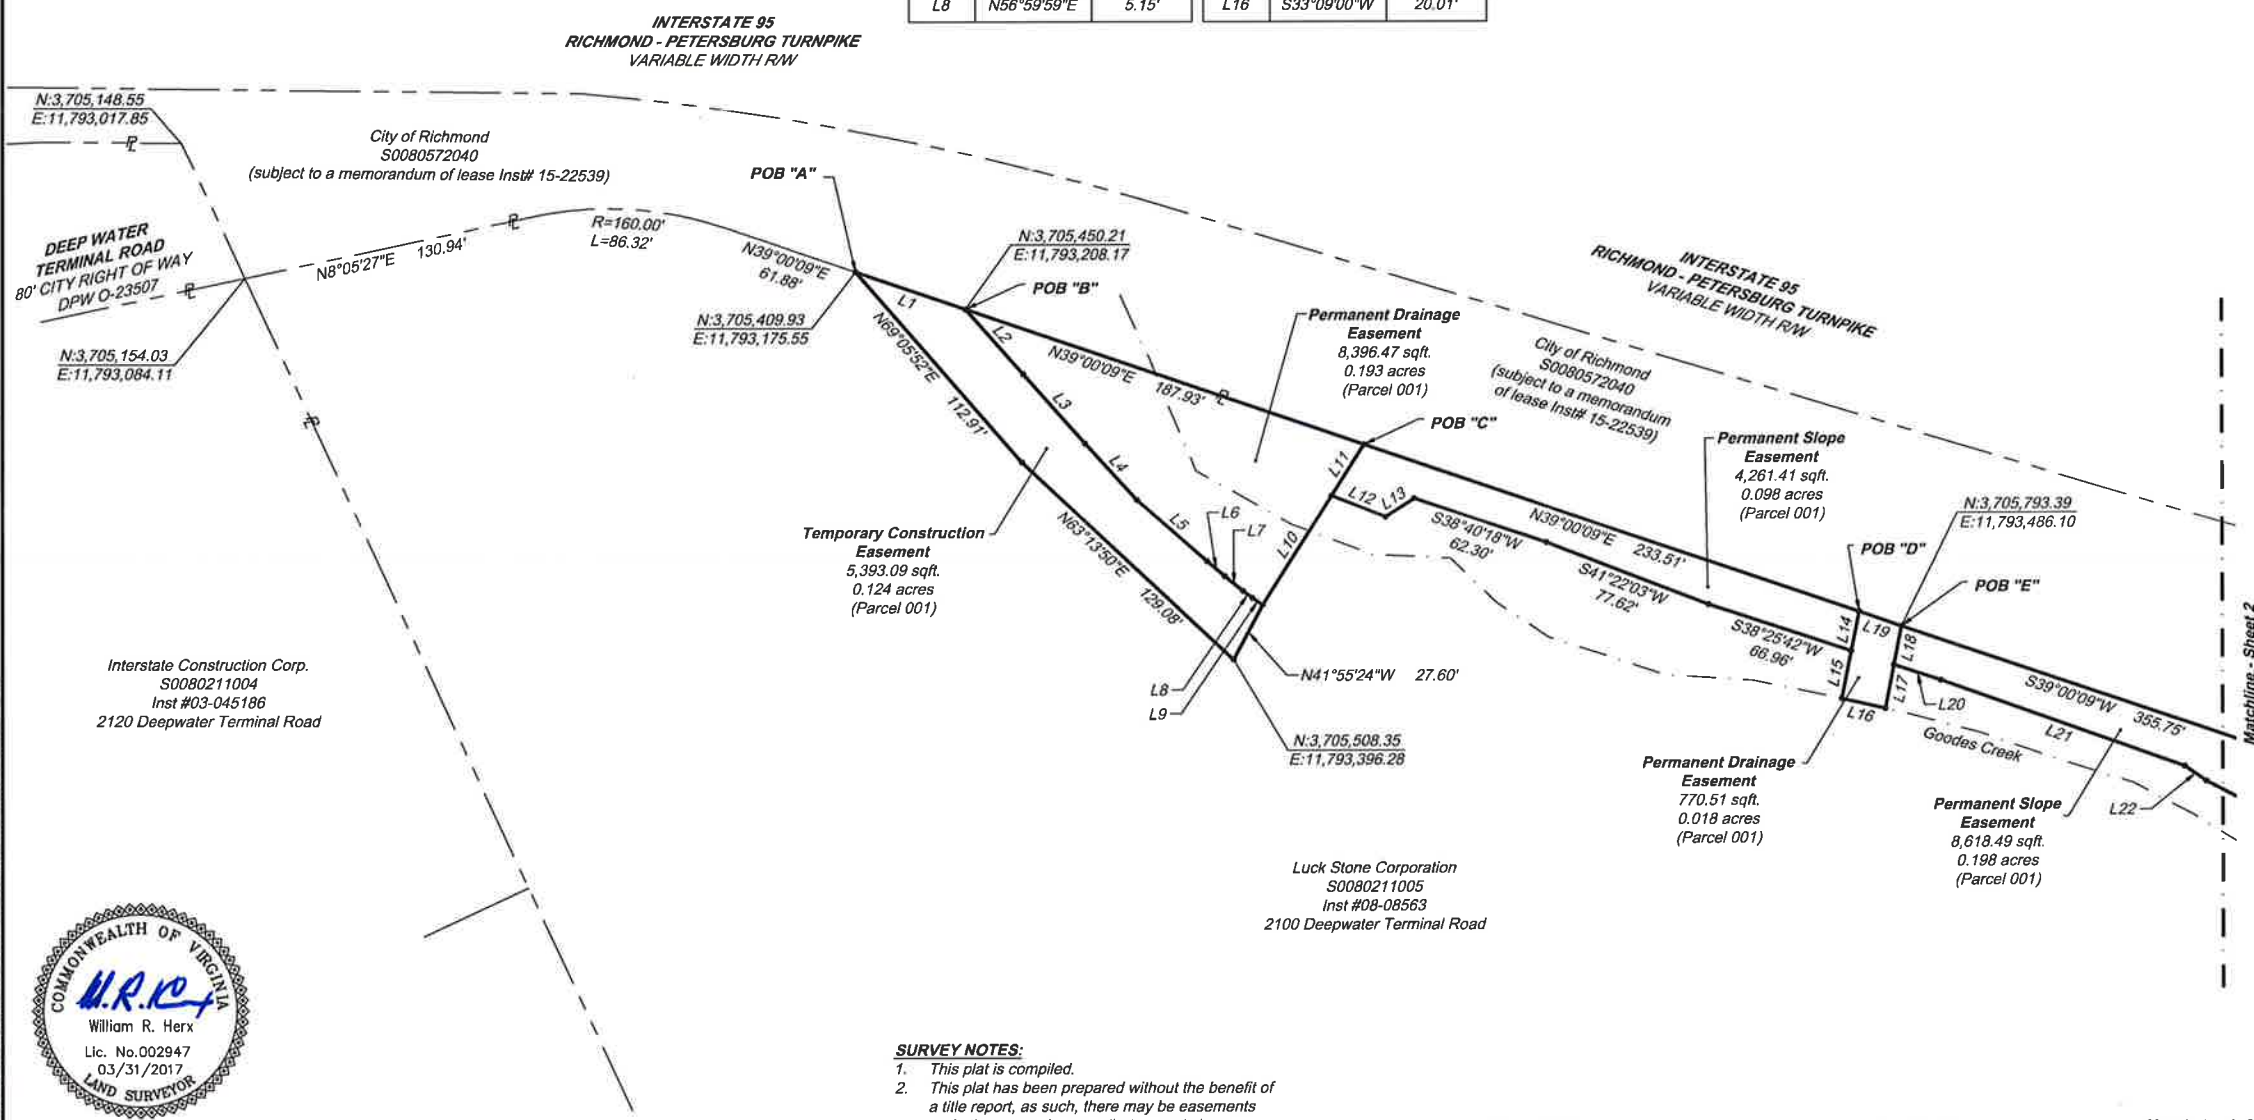 L8 N56°59'59"E 5.15' L16 S33°09'00"W 20.01'
INTERSTATE 95
RICHMOND - PETERSBURG TURNPIKE
VARIABLE WIDTH R/W
N:3,705,148.55
E:11,793,017.85
City of Richmond
S0080572040
(subject to a memorandum of lease Inst# 15-22539)
POB "A"
DEEP WATER
TERMINAL ROAD
80' CITY RIGHT OF WAY
DPW O-23507
N8°05'27"E 130.94'
R=160.00'
L=86.32'
N39°00'09"E
61.88'
N:3,705,450.21
E:11,793,208.17
POB "B"
INTERSTATE 95
RICHMOND - PETERSBURG TURNPIKE
VARIABLE WIDTH R/W
N:3,705,154.03
E:11,793,084.11
N:3,705,409.93
E:11,793,175.55
L1
L2
N69°05'52"E
112.91'
N39°00'09"E 187.93'
L3
L4
L5
L6
L7
Permanent Drainage
Easement
8,396.47 sqft.
0.193 acres
(Parcel 001)
City of Richmond
S0080572040
(subject to a memorandum
of lease Inst# 15-22539)
POB "C"
Permanent Slope
Easement
4,261.41 sqft.
0.098 acres
(Parcel 001)
L11
L12
L13
L10
N39°00'09"E 233.51'
S38°40'18"W
62.30'
S41°22'03"W
77.62'
S38°25'42"W
66.96'
N:3,705,793.39
E:11,793,486.10
POB "D"
POB "E"
Temporary Construction
Easement
5,393.09 sqft.
0.124 acres
(Parcel 001)
N63°13'50"E
129.08'
L14
L19
L18
L15
L17
L16
L20
L21
L22
S39°00'09"W 355.75'
Goodes Creek
Matchline - Sheet 2
Interstate Construction Corp.
S0080211004
Inst #03-045186
2120 Deepwater Terminal Road
N41°55'24"W 27.60'
L8
L9
N:3,705,508.35
E:11,793,396.28
Permanent Drainage
Easement
770.51 sqft.
0.018 acres
(Parcel 001)
Permanent Slope
Easement
8,618.49 sqft.
0.198 acres
(Parcel 001)
Luck Stone Corporation
S0080211005
Inst #08-08563
2100 Deepwater Terminal Road
COMMONWEALTH OF VIRGINIA
William R. Herx
Lic. No.002947
03/31/2017
LAND SURVEYOR
SURVEY NOTES:
1. This plat is compiled.
2. This plat has been prepared without the benefit of
a title report, as such, there may be easements